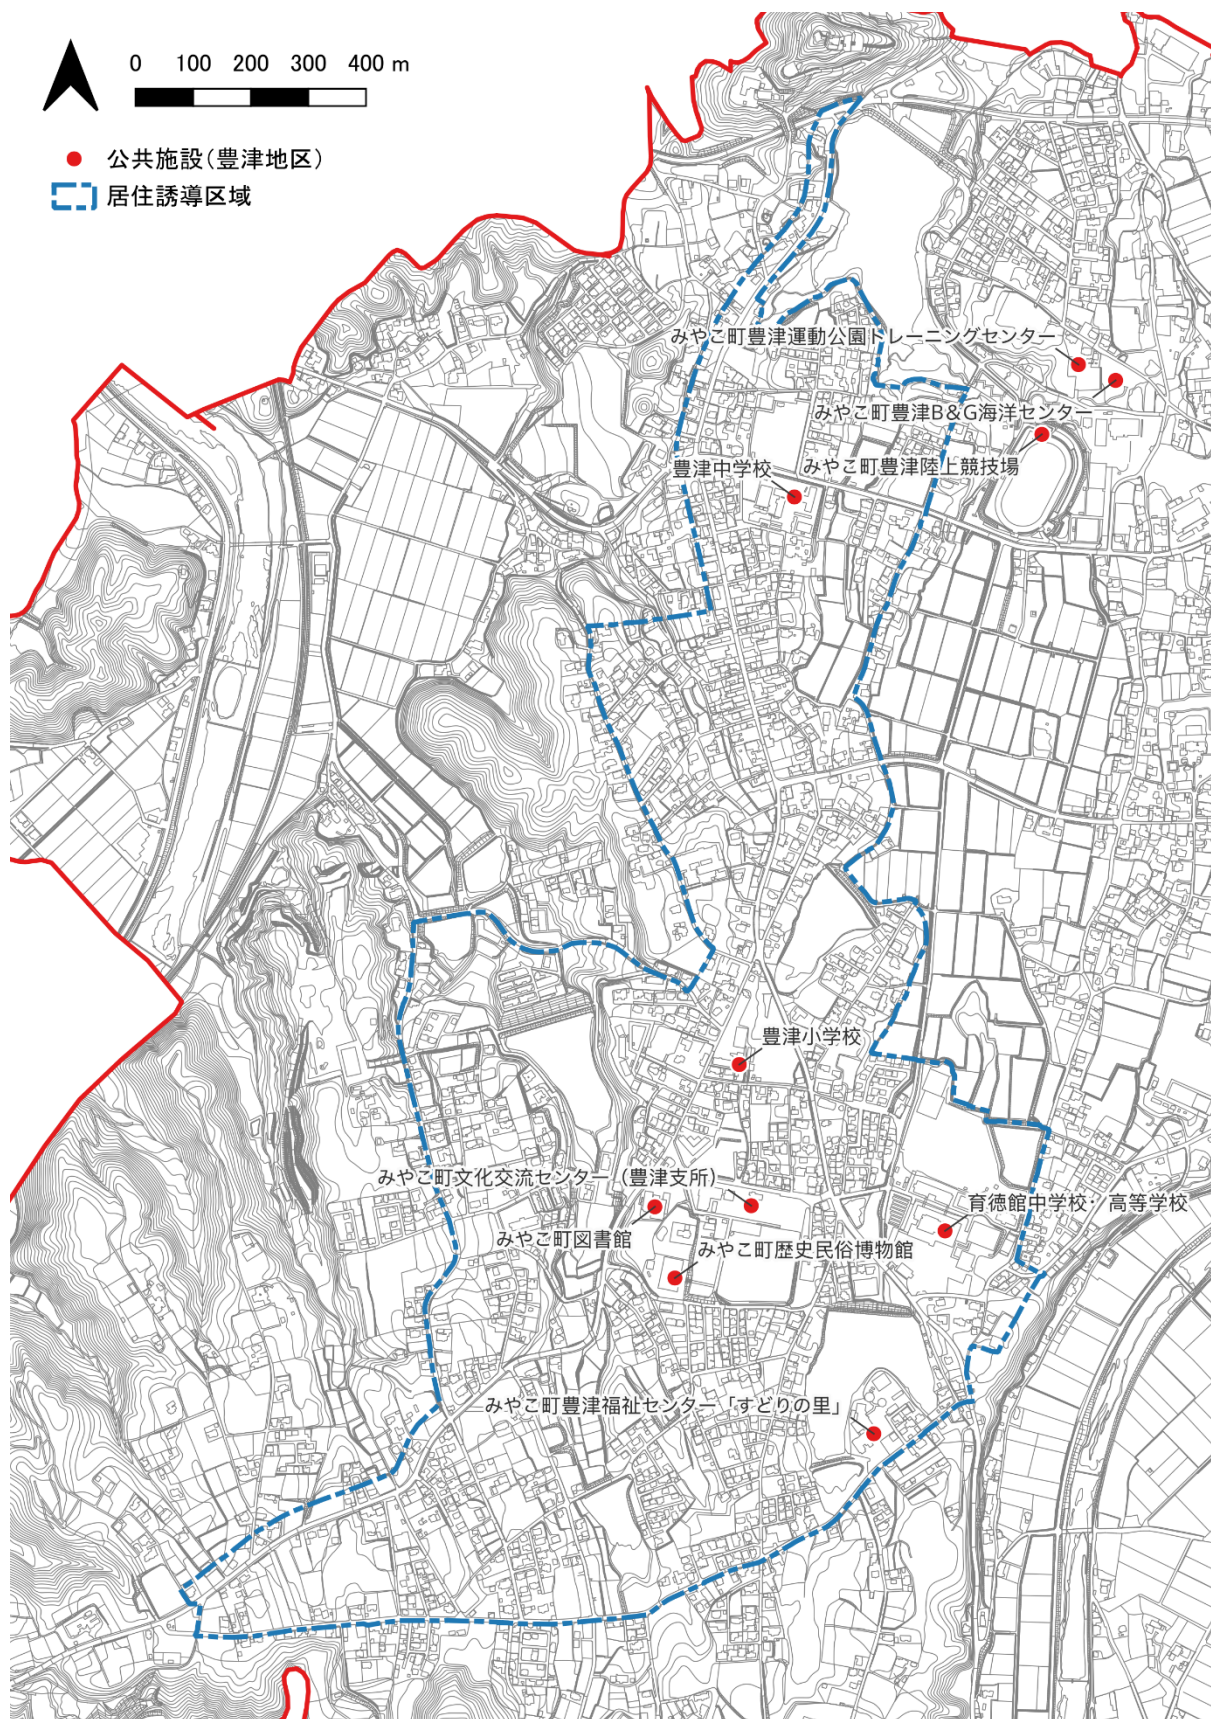 0 100 200 300 400 m
公共施設(豊津地区)
居住誘導区域
みやこ町豊津運動公園トレーニングセンター
みやこ町豊津B&G海洋センター
みやこ町豊津陸上競技場
豊津中学校
豊津小学校
みやこ町文化交流センター(豊津支所)
育徳館中学校・高等学校
みやこ町図書館
みやこ町歴史民俗博物館
みやこ町豊津福祉センター「すどりの里」